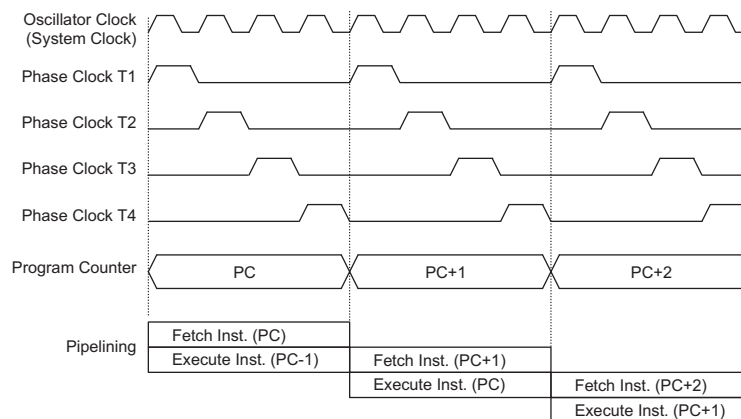 Oscillator Clock
(System Clock)
Phase Clock T1
Phase Clock T2
Phase Clock T3
Phase Clock T4
Program Counter
PC
PC+1
PC+2
Pipelining
Fetch Inst. (PC)
Execute Inst. (PC-1)
Fetch Inst. (PC+1)
Execute Inst. (PC)
Fetch Inst. (PC+2)
Execute Inst. (PC+1)